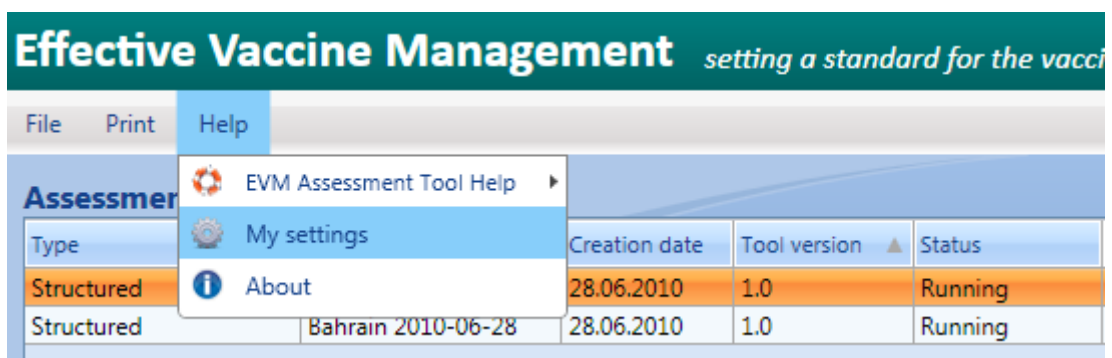 Effective Vaccine Management setting a standard for the vacci
File Print Help
EVM Assessment Tool Help
Assessmen
My settings
Type Creation date Tool version Status
About
Structured 28.06.2010 1.0 Running
Structured Bahrain 2010-06-28 28.06.2010 1.0 Running